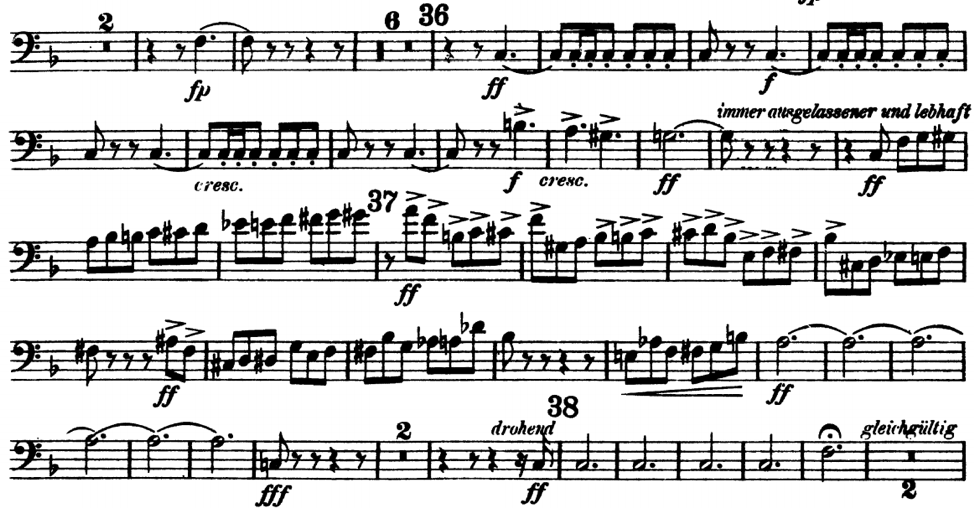 2 6 36
fp ff f
immer ausgelassener und lebhaft
cresc. f cresc. ff ff
37
ff
ff ff
38
2 drohend gleichgültig
fff ff 2